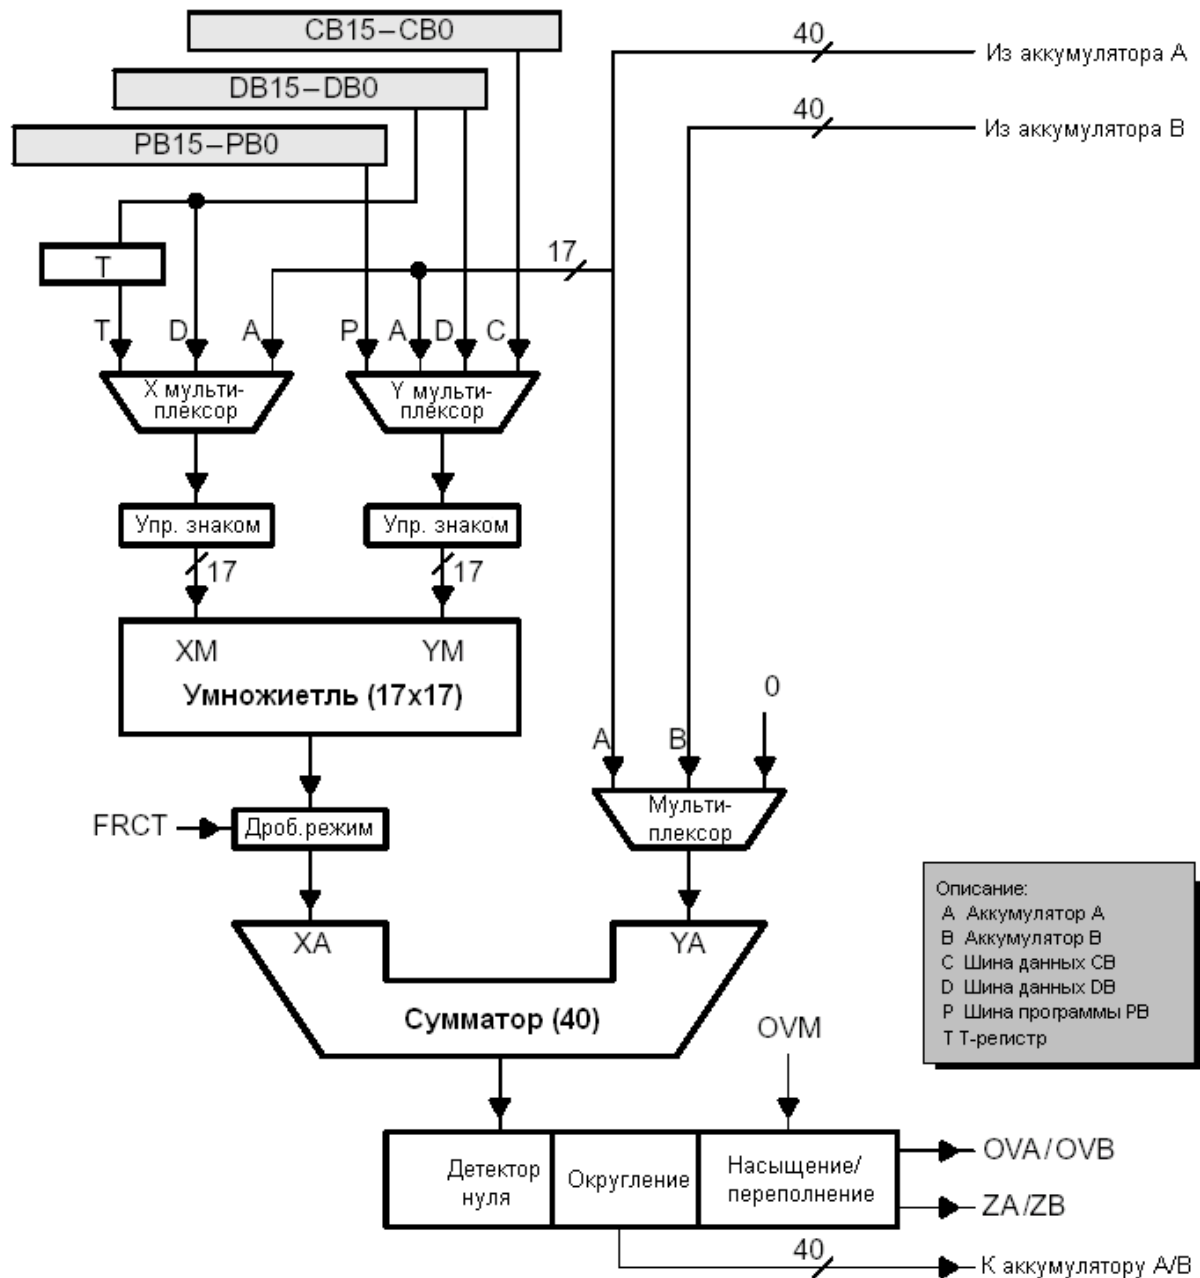 CB15–CB0
40
Из аккумулятора A
DB15–DB0
40
Из аккумулятора B
PB15–PB0
17
T
T
D
A
P
A
D
C
X мульти-
плексор
Y мульти-
плексор
Упр. знаком
Упр. знаком
17
17
XM
YM
Умножиетль (17x17)
0
A
B
Мульти-
плексор
FRCT
Дроб.режим
XA
YA
Сумматор (40)
OVM
Описание:
A Аккумулятор A
B Аккумулятор B
C Шина данных CB
D Шина данных DB
P Шина программы PB
T T-регистр
Детектор
нуля
Округление
Насыщение/
переполнение
OVA/OVB
ZA/ZB
40
К аккумулятору A/B